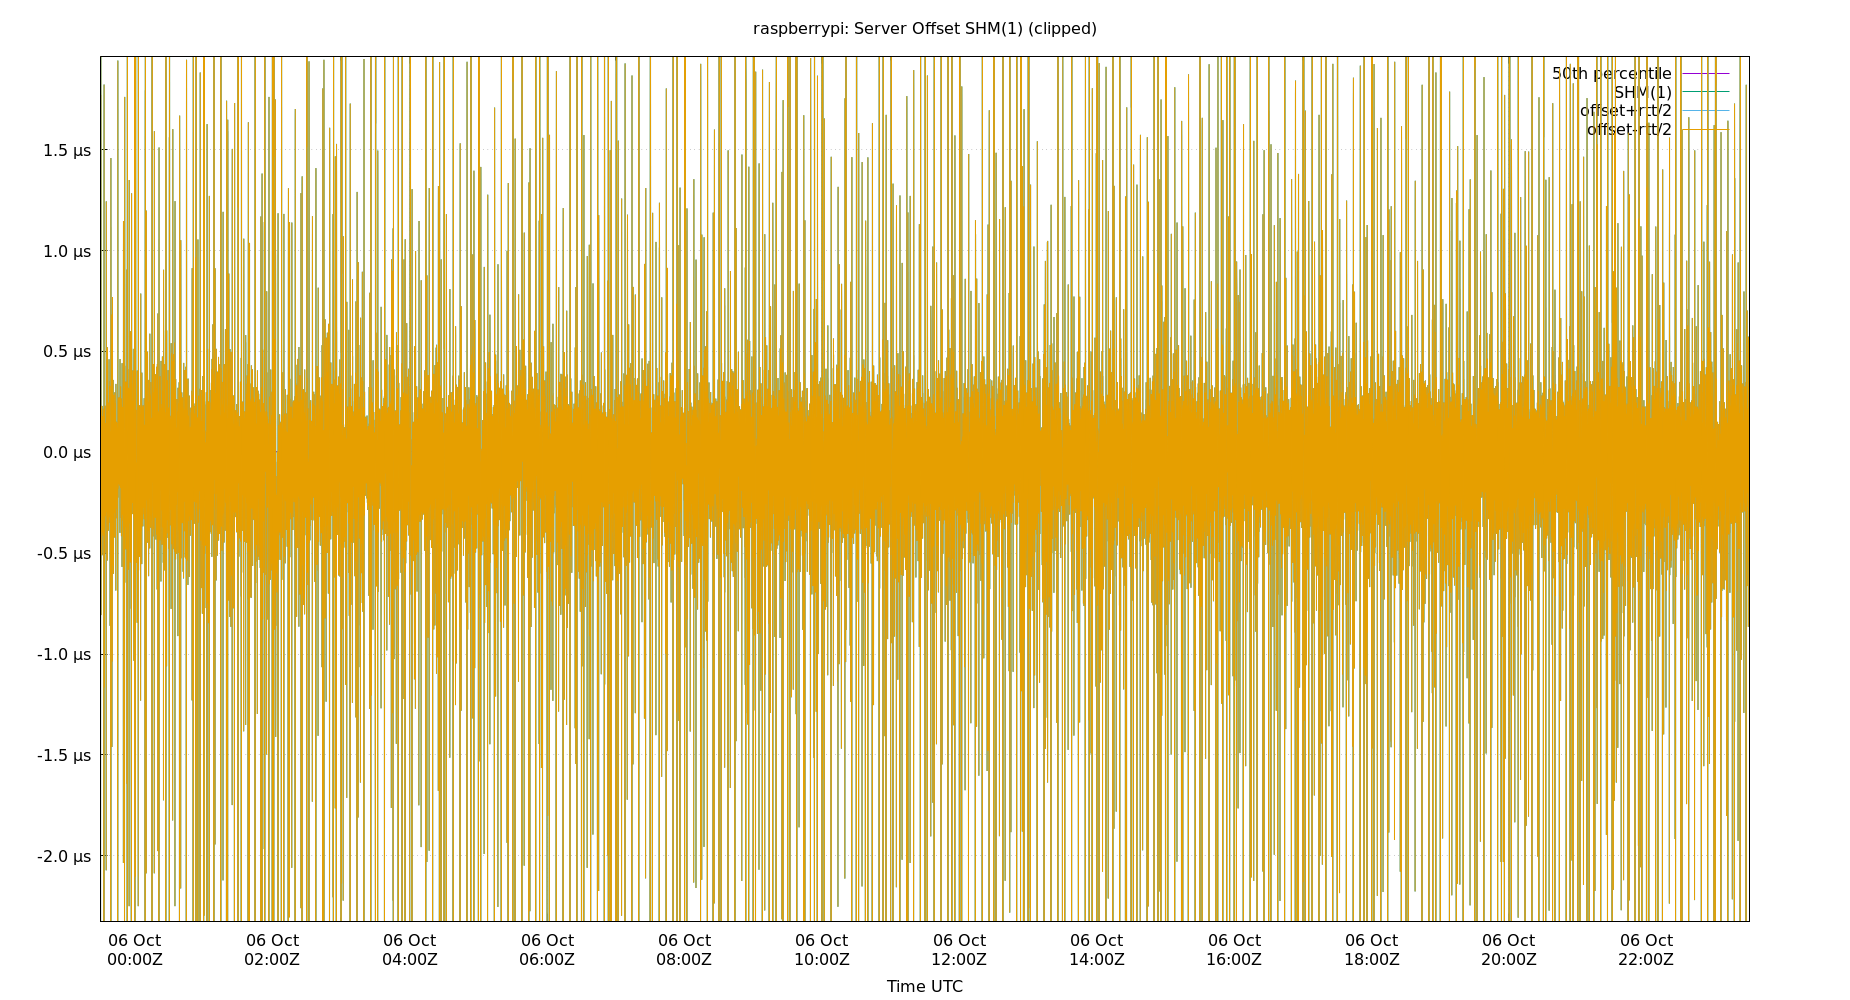 raspberrypi: Server Offset SHM(1) (clipped)
50th percentile
SHM(1)
offset+rtt/2
offset-rtt/2
1.5 µs
1.0 µs
0.5 µs
0.0 µs
-0.5 µs
-1.0 µs
-1.5 µs
-2.0 µs
06 Oct 06 Oct 06 Oct 06 Oct 06 Oct 06 Oct 06 Oct 06 Oct 06 Oct 06 Oct 06 Oct 06 Oct
00:00Z 02:00Z 04:00Z 06:00Z 08:00Z 10:00Z 12:00Z 14:00Z 16:00Z 18:00Z 20:00Z 22:00Z
Time UTC